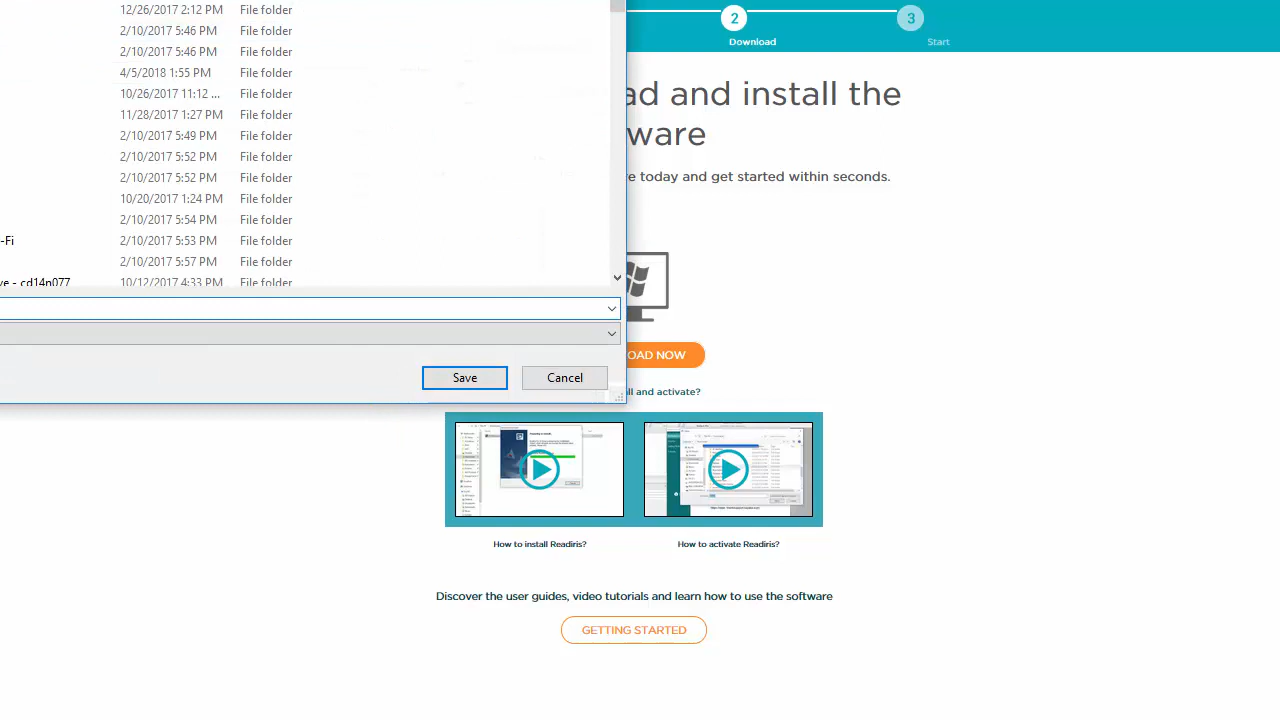 12/26/2017 2:12 PM File folder
2/10/2017 5:46 PM File folder
2/10/2017 5:46 PM File folder
4/5/2018 1:55 PM File folder
10/26/2017 11:12 ... File folder
11/28/2017 1:27 PM File folder
2/10/2017 5:49 PM File folder
2/10/2017 5:52 PM File folder
2/10/2017 5:52 PM File folder
10/20/2017 1:24 PM File folder
2/10/2017 5:54 PM File folder
-Fi 2/10/2017 5:53 PM File folder
2/10/2017 5:57 PM File folder
ve - cd14n077 10/12/2017 4:33 PM File folder
Save Cancel
2 3
Download Start
ad and install the
ware
e today and get started within seconds.
OAD NOW
ll and activate?
How to install Readiris? How to activate Readiris?
Discover the user guides, video tutorials and learn how to use the software
GETTING STARTED